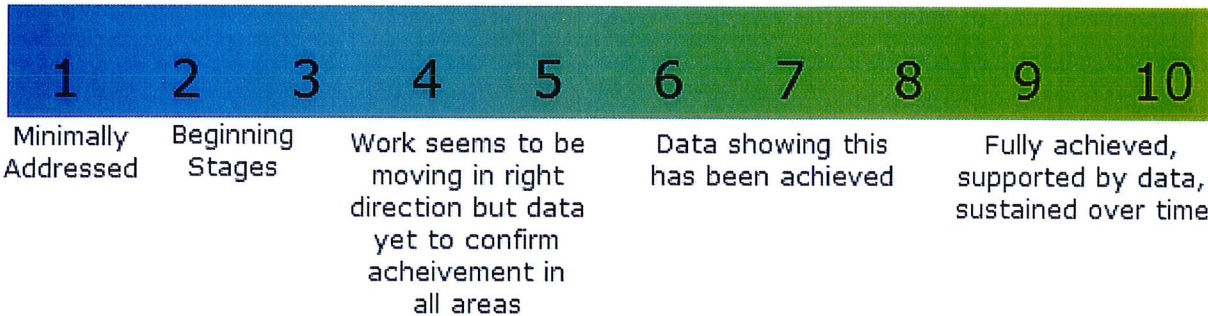 1 2 3 4 5 6 7 8 9 10
Minimally
Addressed
Beginning
Stages
Work seems to be
moving in right
direction but data
yet to confirm
acheivement in
all areas
Data showing this
has been achieved
Fully achieved,
supported by data,
sustained over time